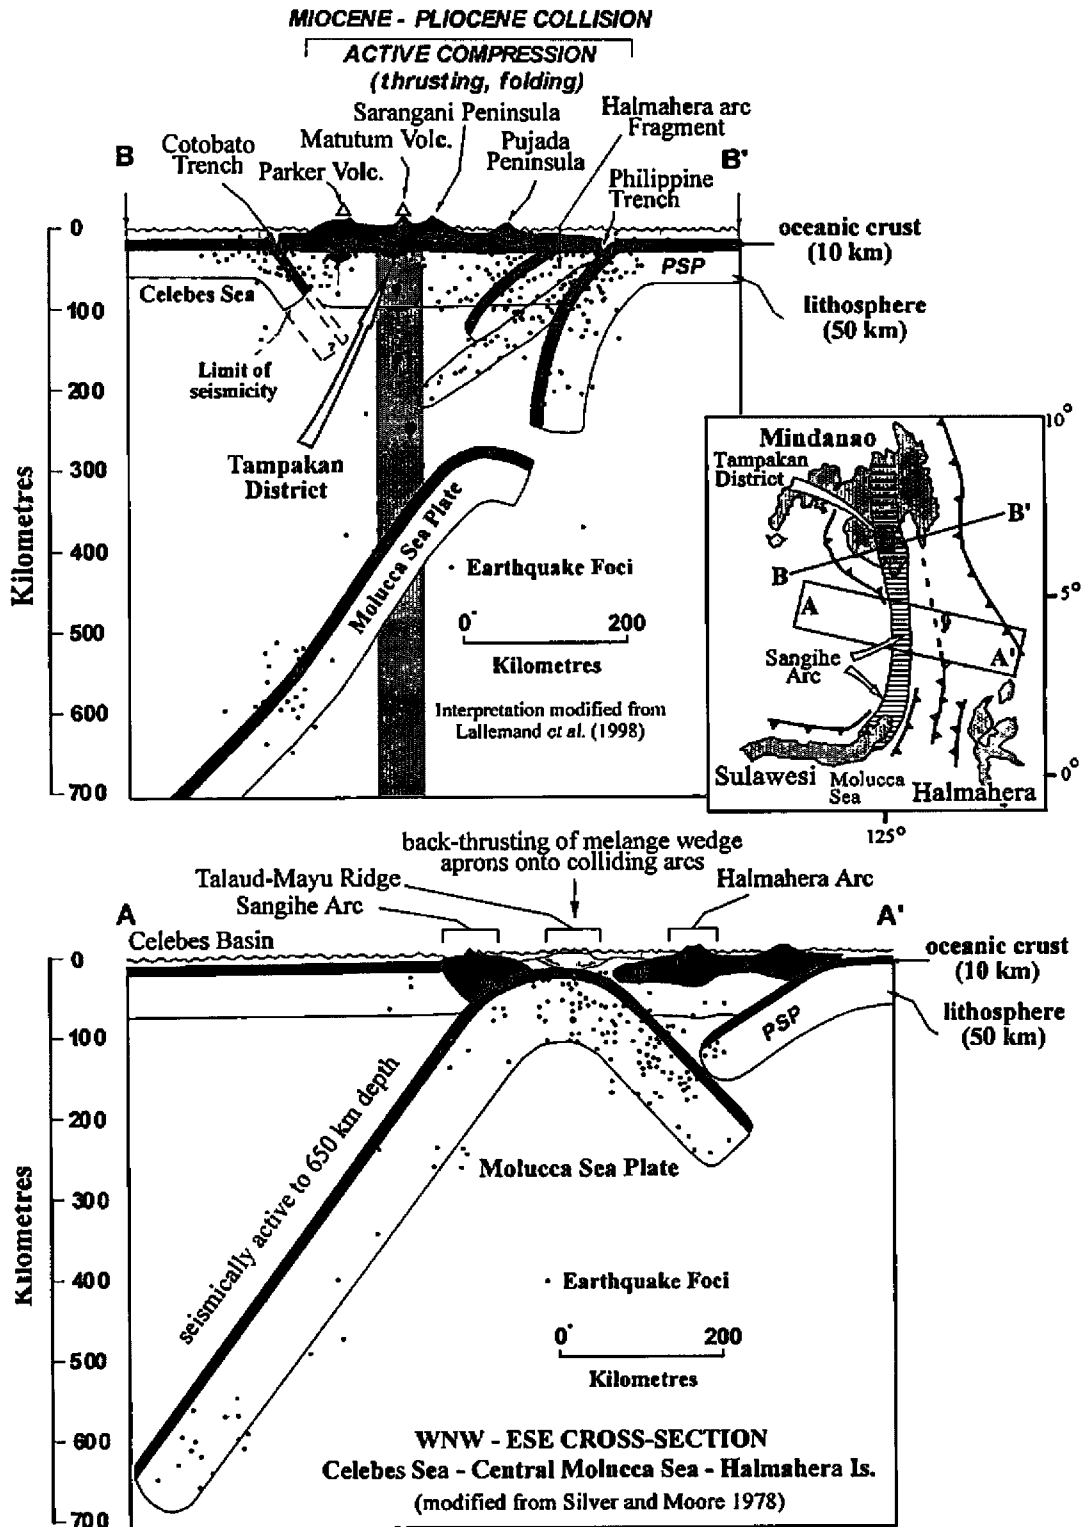 MIOCENE - PLIOCENE COLLISION
ACTIVE COMPRESSION
(thrusting, folding)
Sarangani Peninsula
Halmahera arc
Fragment
Cotobato
Trench
Matutum Volc.
Parker Volc.
Pujada
Peninsula
Philippine
Trench
B
B'
0
100
200
300
400
500
600
700
Kilometres
oceanic crust
(10 km)
PSP
lithosphere
(50 km)
Celebes Sea
?
Limit of
seismicity
Tampakan
District
Molucca Sea Plate
Earthquake Foci
0
200
Kilometres
Interpretation modified from
Lallemand et al. (1998)
10°
5°
0°
125°
Mindanao
Tampakan
District
B'
B
A
A'
Sangihe
Arc
Sulawesi
Molucca
Sea
Halmahera
back-thrusting of melange wedge
aprons onto colliding arcs
Talaud-Mayu Ridge
Sangihe Arc
Halmahera Arc
A
A'
Celebes Basin
0
100
200
300
400
500
600
700
Kilometres
oceanic crust
(10 km)
PSP
lithosphere
(50 km)
seismically active to 650 km depth
Molucca Sea Plate
Earthquake Foci
0
200
Kilometres
WNW - ESE CROSS-SECTION
Celebes Sea - Central Molucca Sea - Halmahera Is.
(modified from Silver and Moore 1978)